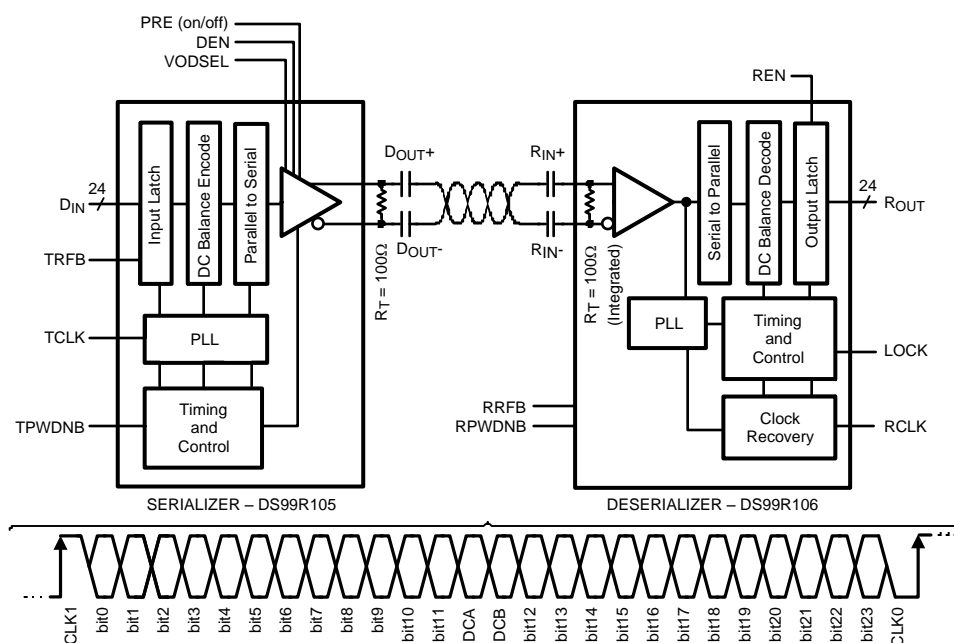 PRE (on/off)
DEN
VODSEL
REN
Input Latch
DC Balance Encode
Parallel to Serial
DOUT+
DOUT-
RT = 100Ω
RIN+
RIN-
RT = 100Ω
(Integrated)
Serial to Parallel
DC Balance Decode
Output Latch
24
DIN
24
ROUT
TRFB
TCLK
PLL
PLL
Timing
and
Control
LOCK
TPWDNB
Timing
and
Control
RRFB
RPWDNB
Clock
Recovery
RCLK
SERIALIZER – DS99R105
DESERIALIZER – DS99R106
CLK1
bit0
bit1
bit2
bit3
bit4
bit5
bit6
bit7
bit8
bit9
bit10
bit11
DCA
DCB
bit12
bit13
bit14
bit15
bit16
bit17
bit18
bit19
bit20
bit21
bit22
bit23
CLK0